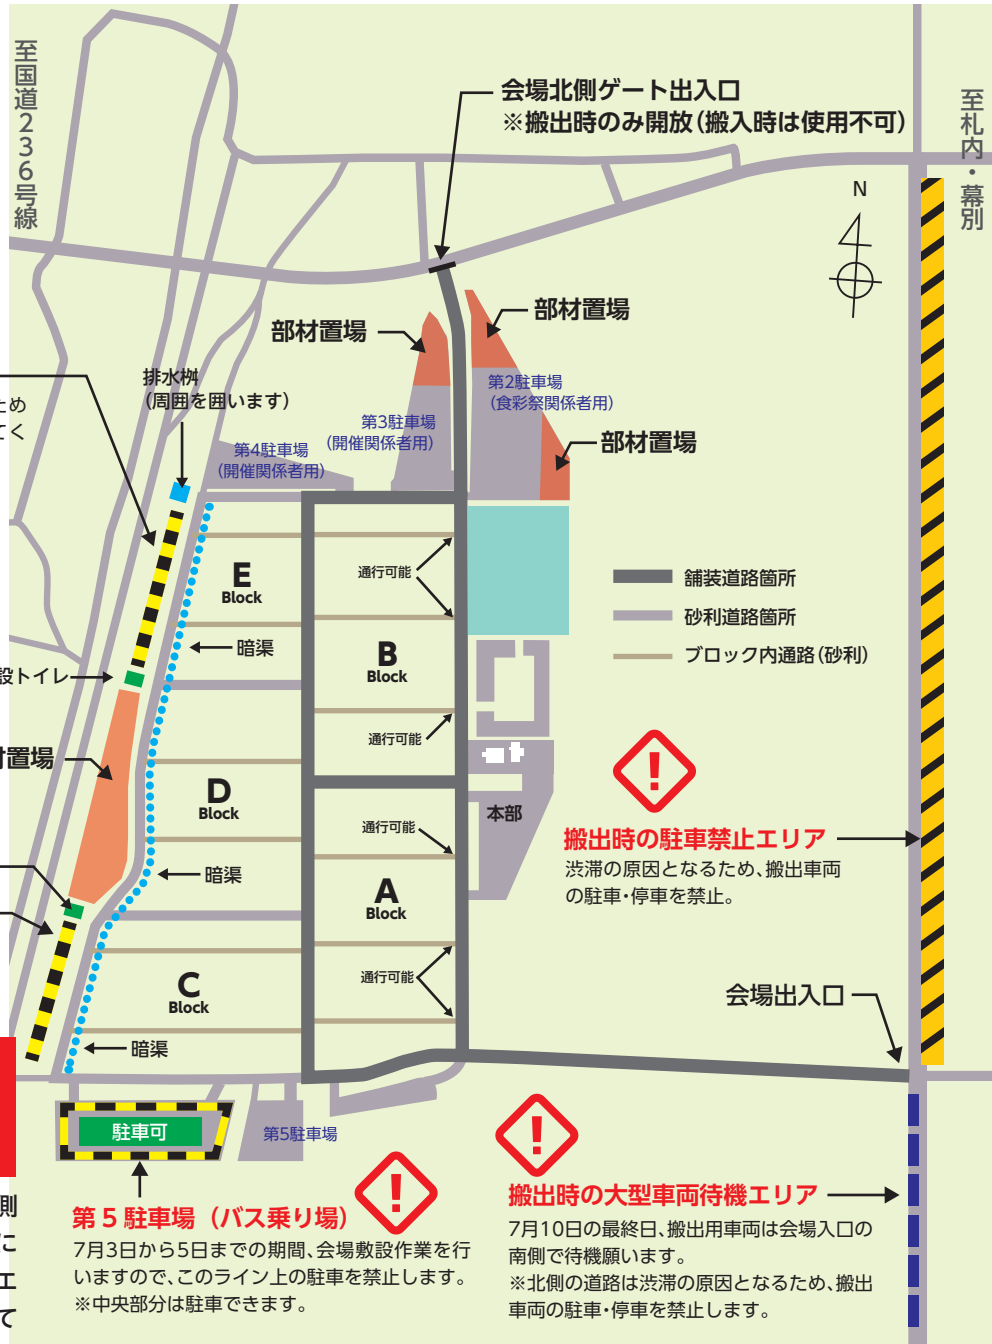 至国道236号線
会場北側ゲート出入口
※搬出時のみ開放(搬入時は使用不可)
至札内・幕別
N
部材置場
部材置場
排水桝
(周囲を囲います)
ため
てく
第2駐車場
(食彩祭関係者用)
第3駐車場
(開催関係者用)
第4駐車場
(開催関係者用)
部材置場
E
Block
通行可能
舗装道路箇所
砂利道路箇所
ブロック内通路(砂利)
暗渠
B
Block
設トイレ
通行可能
材置場
D
Block
本部
通行可能
搬出時の駐車禁止エリア
渋滞の原因となるため、搬出車両
の駐車・停車を禁止。
暗渠
A
Block
通行可能
C
Block
会場出入口
暗渠
駐車可
第5駐車場
第5駐車場(バス乗り場)
7月3日から5日までの期間、会場敷設作業を行
いますので、このライン上の駐車を禁止します。
※中央部分は駐車できます。
搬出時の大型車両待機エリア
7月10日の最終日、搬出用車両は会場入口の
南側で待機願います。
※北側の道路は渋滞の原因となるため、搬出
車両の駐車・停車を禁止します。
側
に
エ
て